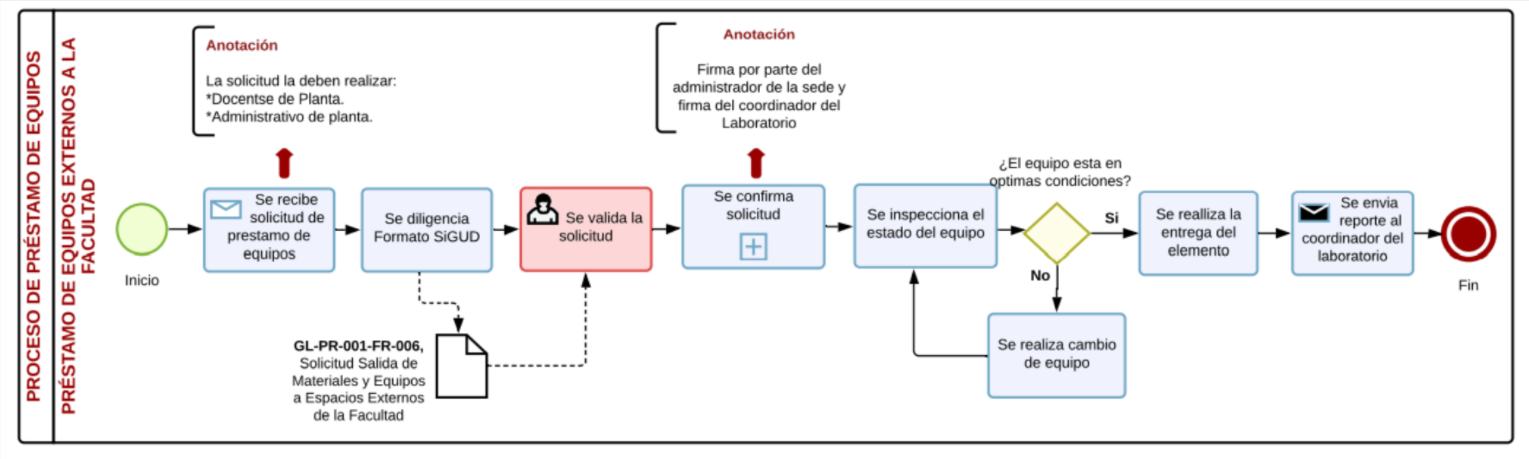 PROCESO DE PRÉSTAMO DE EQUIPOS
PRÉSTAMO DE EQUIPOS EXTERNOS A LA
FACULTAD
Inicio
Anotación
La solicitud la deben realizar:
*Docentse de Planta.
*Administrativo de planta.
Se recibe
solicitud de
prestamo de
equipos
Se diligencia
Formato SiGUD
GL-PR-001-FR-006,
Solicitud Salida de
Materiales y Equipos
a Espacios Externos
de la Facultad
Se valida la
solicitud
Anotación
Firma por parte del
administrador de la sede y
firma del coordinador del
Laboratorio
Se confirma
solicitud
Se inspecciona el
estado del equipo
¿El equipo esta en
optimas condiciones?
Si
No
Se realiza cambio
de equipo
Se realliza la
entrega del
elemento
Se envia
reporte al
coordinador del
laboratorio
Fin